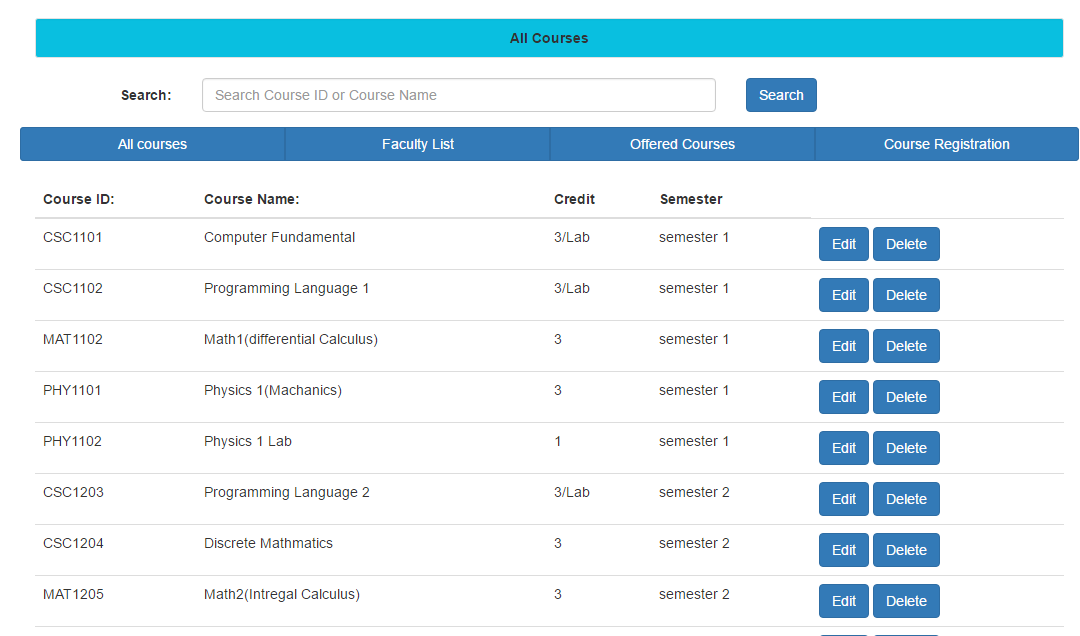 All Courses
Search: Search Course ID or Course Name Search
All courses Faculty List Offered Courses Course Registration
Course ID: Course Name: Credit Semester
CSC1101 Computer Fundamental 3/Lab semester 1 Edit Delete
CSC1102 Programming Language 1 3/Lab semester 1 Edit Delete
MAT1102 Math1(differential Calculus) 3 semester 1 Edit Delete
PHY1101 Physics 1(Machanics) 3 semester 1 Edit Delete
PHY1102 Physics 1 Lab 1 semester 1 Edit Delete
CSC1203 Programming Language 2 3/Lab semester 2 Edit Delete
CSC1204 Discrete Mathmatics 3 semester 2 Edit Delete
MAT1205 Math2(Intregal Calculus) 3 semester 2 Edit Delete